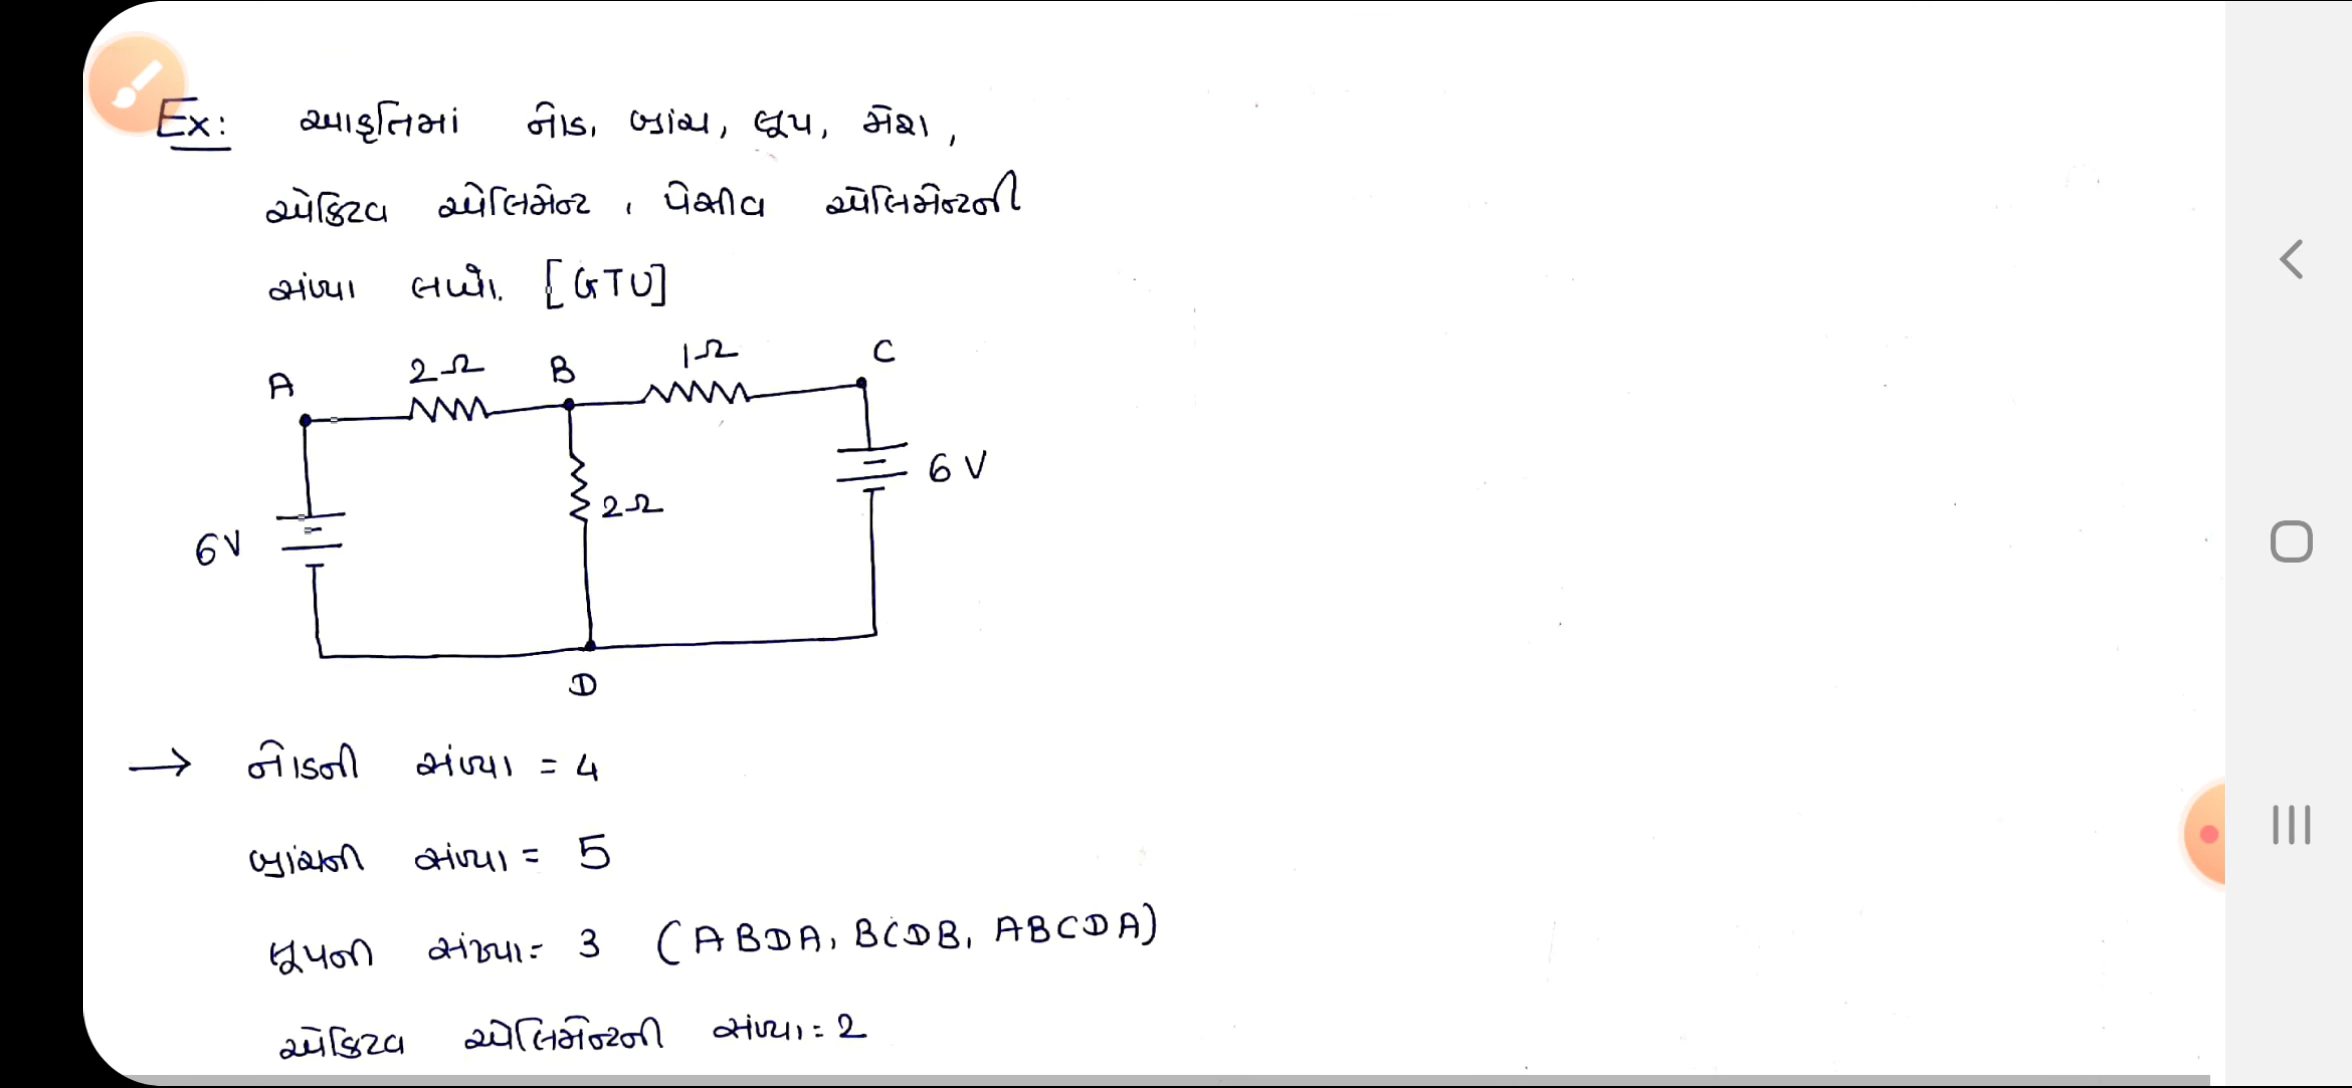 Ex: આકૃતિમાં નોડ, બ્રાંચ, લૂપ, મેશ,
એક્ટિવ એલિમેન્ટ, પેસીવ એલિમેન્ટની
સંખ્યા લખો. [GTU]
A 2Ω B 1Ω C
6V 2Ω 6V
D
→ નોડની સંખ્યા = 4
બ્રાંચની સંખ્યા = 5
લૂપની સંખ્યા = 3 (ABDA, BCDB, ABCDA)
એક્ટિવ એલિમેન્ટની સંખ્યા = 2